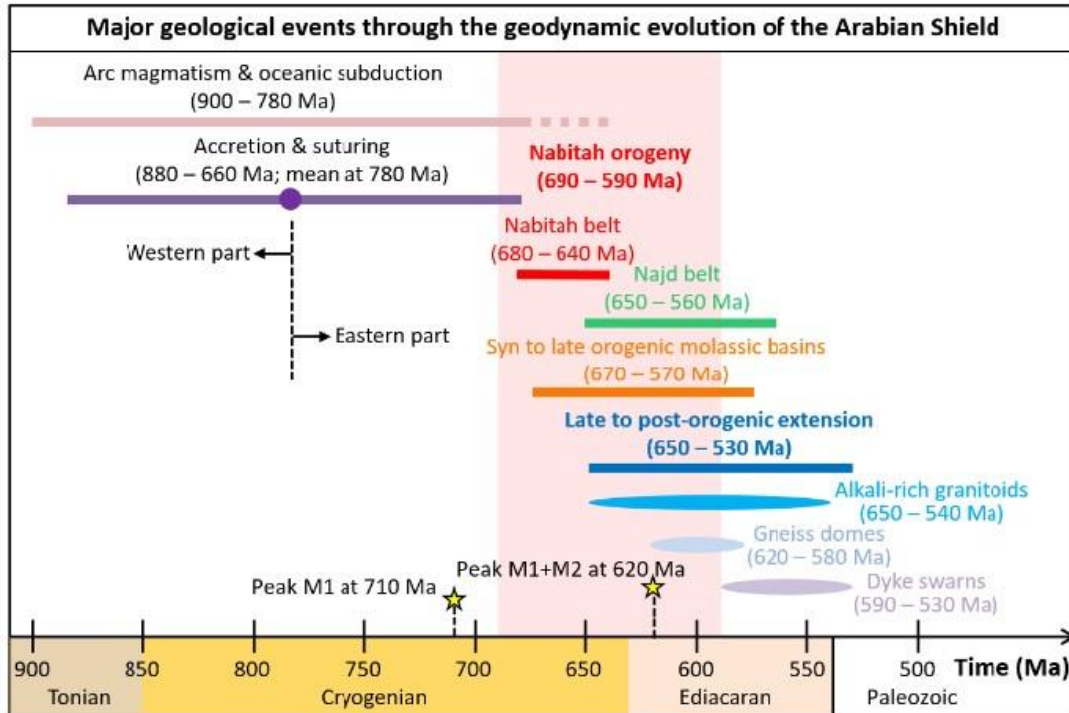 Major geological events through the geodynamic evolution of the Arabian Shield
Arc magmatism & oceanic subduction
(900 – 780 Ma)
Accretion & suturing
(880 – 660 Ma; mean at 780 Ma)
Nabitah orogeny
(690 – 590 Ma)
Nabitah belt
(680 – 640 Ma)
Western part
Najd belt
(650 – 560 Ma)
Eastern part
Syn to late orogenic molassic basins
(670 – 570 Ma)
Late to post-orogenic extension
(650 – 530 Ma)
Alkali-rich granitoids
(650 – 540 Ma)
Gneiss domes
(620 – 580 Ma)
Peak M1 at 710 Ma
Peak M1+M2 at 620 Ma
Dyke swarns
(590 – 530 Ma)
900 850 800 750 700 650 600 550 500 Time (Ma)
Tonian Cryogenian Ediacaran Paleozoic